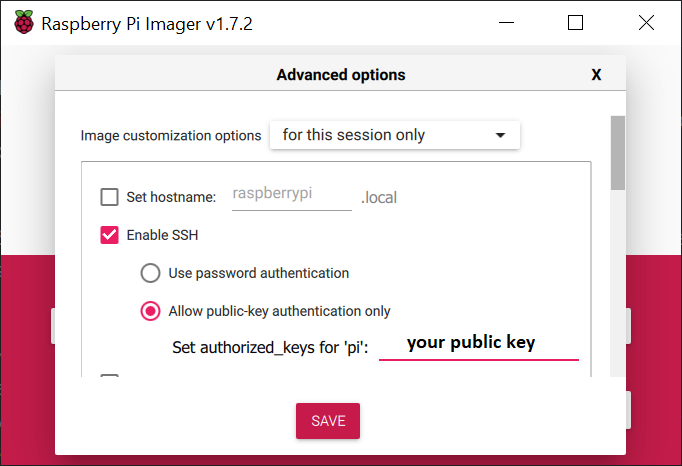 Raspberry Pi Imager v1.7.2
Advanced options X
Image customization options for this session only
Set hostname: raspberrypi .local
Enable SSH
Use password authentication
Allow public-key authentication only
Set authorized_keys for 'pi': your public key
SAVE